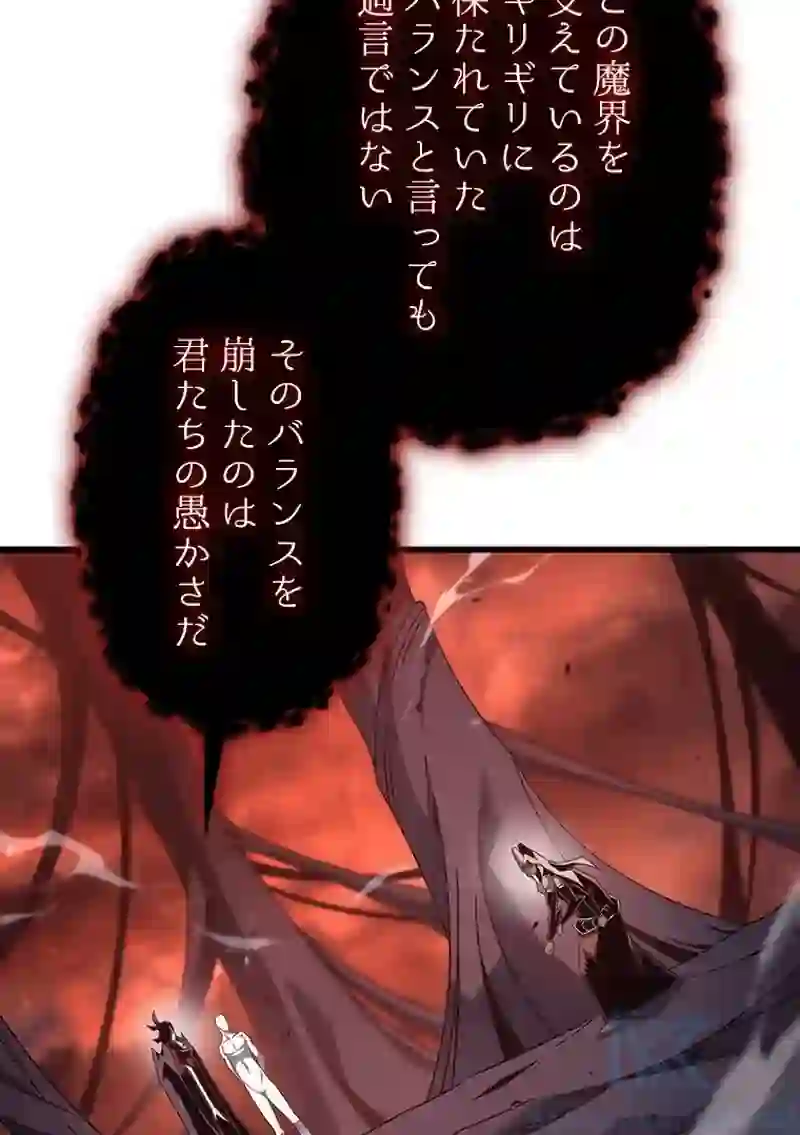 この魔界を
支えているのは
ギリギリに
保たれていた
バランスと言っても
過言ではない
そのバランスを
崩したのは
君たちの愚かさだ